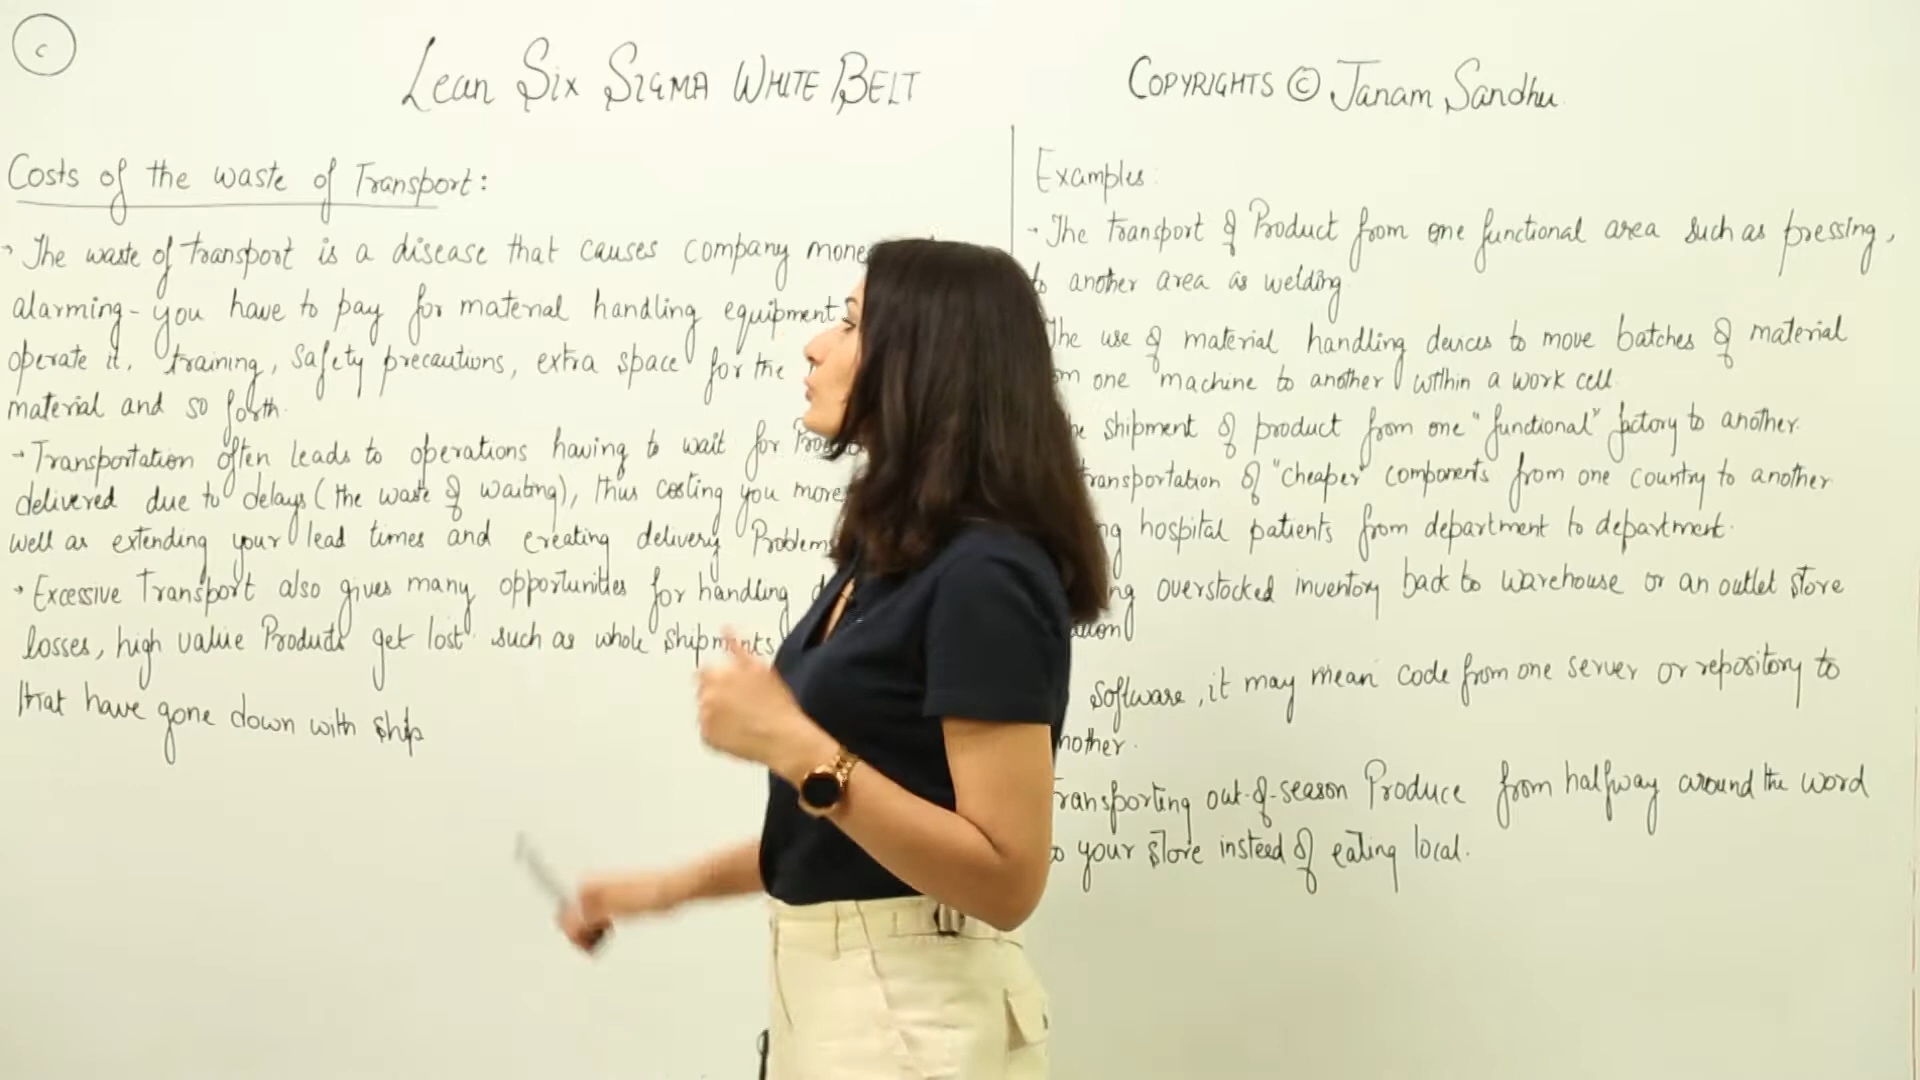 c
Lean Six SIGMA WHITE BELT
COPYRIGHTS © Janam Sandhu
Costs of the waste of Transport:
The waste of transport is a disease that causes company
alarming - you have to pay for material handling equipment
operate it, training, safety precautions, extra space for the
material and so forth.
Transportation often leads to operations having to wait for
delivered due to delays (the waste of waiting), thus costing you more
well as extending your lead times and creating delivery Problems
Excessive Transport also gives many opportunities for handling
losses, high value Products get lost such as whole shipments
that have gone down with ship
Examples:
- The transport of Product from one functional area such as pressing,
to another area as welding.
The use of material handling devices to move batches of material
one machine to another within a work cell.
shipment of product from one "functional" factory to another.
transportation of "cheaper" components from one country to another
hospital patients from department to department.
overstocked inventory back to warehouse or an outlet store
Software, it may mean code from one server or repository to
another.
Transporting out-of-season Produce from halfway around the word
to your store instead of eating local.